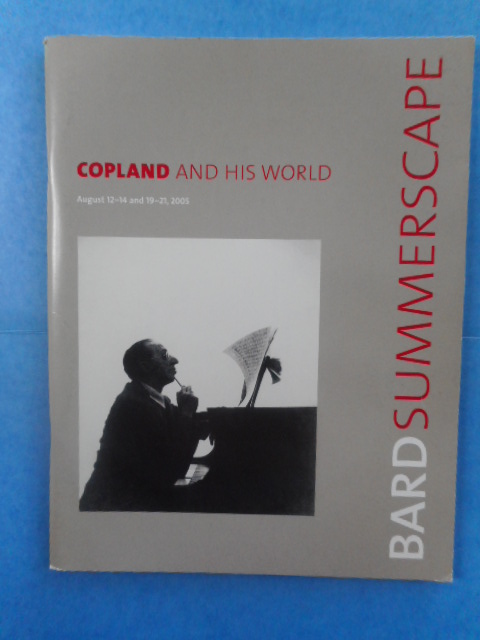 COPLAND AND HIS WORLD
August 12–14 and 19–21, 2005
BARDSUMMERSCAPE